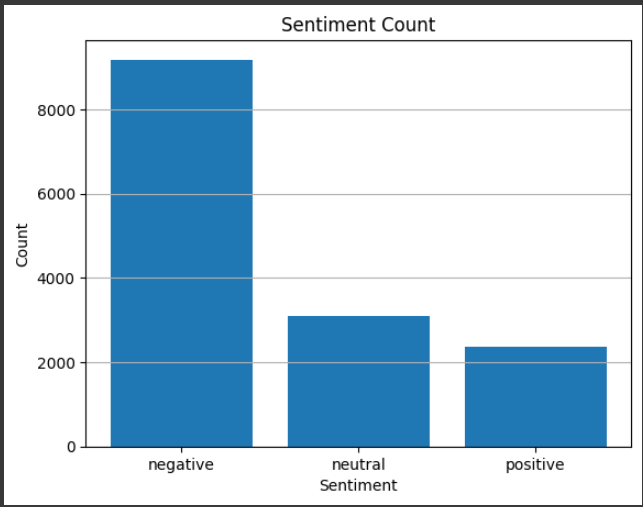 Sentiment Count
8000
6000
4000
2000
0
Count
negative neutral positive
Sentiment